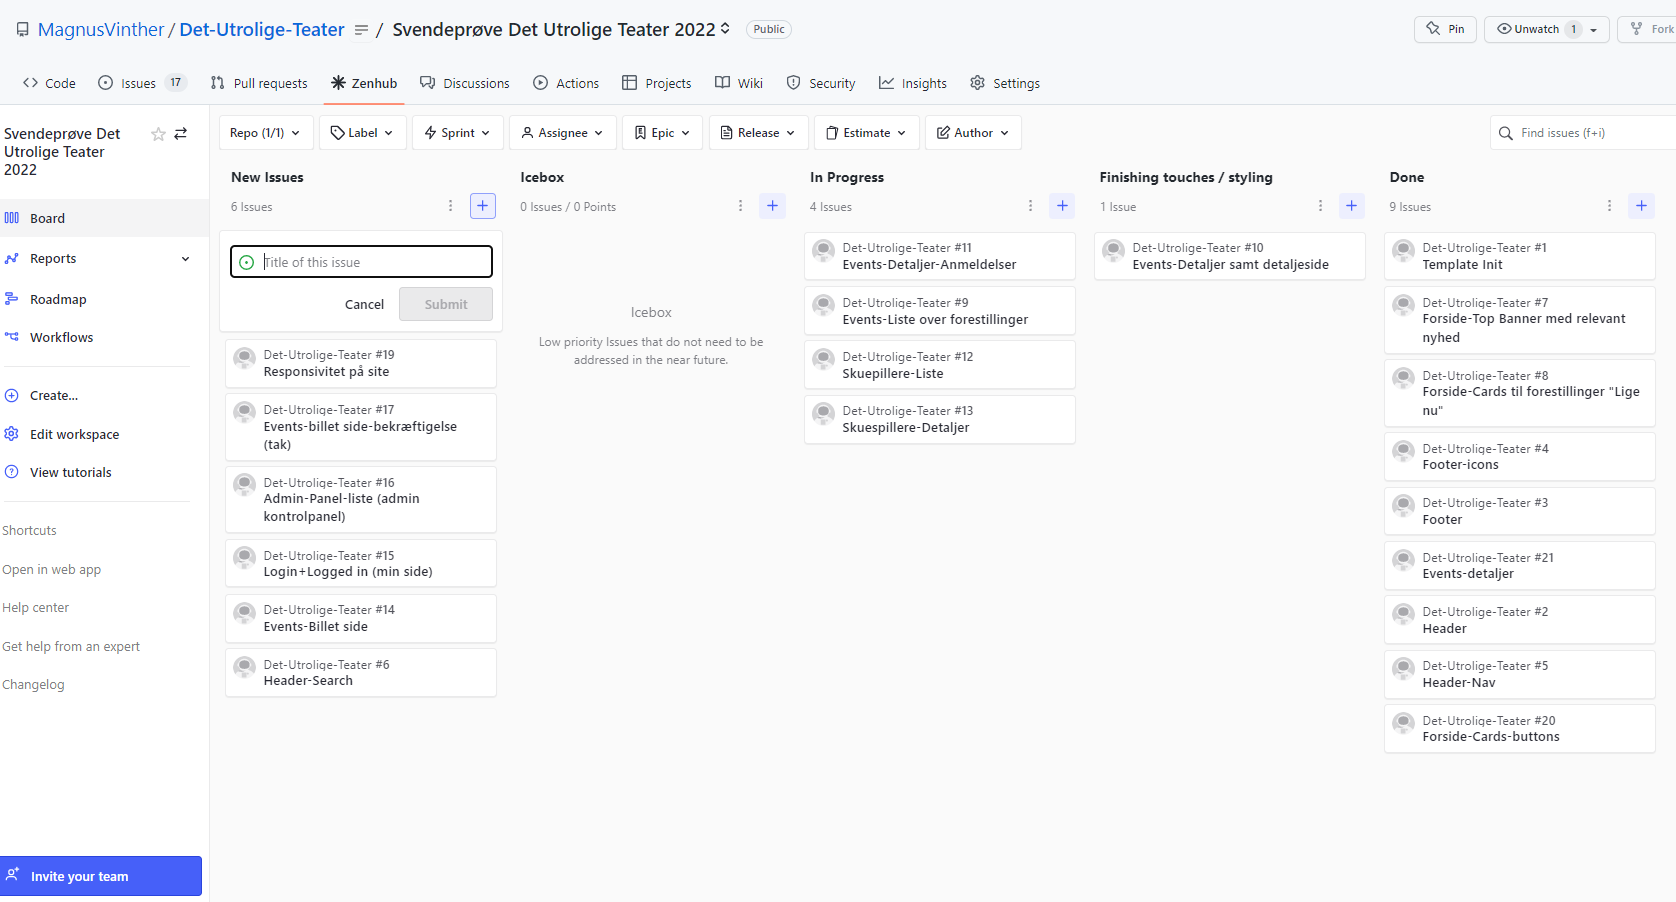 MagnusVinther / Det-Utrolige-Teater / Svendeprøve Det Utrolige Teater 2022 Public
Pin
Unwatch 1
Fork
Code
Issues 17
Pull requests
Zenhub
Discussions
Actions
Projects
Wiki
Security
Insights
Settings
Svendeprøve Det
Utrolige Teater
2022
Board
Reports
Roadmap
Workflows
Create...
Edit workspace
View tutorials
Shortcuts
Open in web app
Help center
Get help from an expert
Changelog
Invite your team
Repo (1/1)
Label
Sprint
Assignee
Epic
Release
Estimate
Author
Find issues (f+i)
New Issues
6 Issues
Title of this issue
Cancel
Submit
Det-Utrolige-Teater #19
Responsivitet på site
Det-Utrolige-Teater #17
Events-billet side-bekræftigelse
(tak)
Det-Utrolige-Teater #16
Admin-Panel-liste (admin
kontrolpanel)
Det-Utrolige-Teater #15
Login+Logged in (min side)
Det-Utrolige-Teater #14
Events-Billet side
Det-Utrolige-Teater #6
Header-Search
Icebox
0 Issues / 0 Points
Icebox
Low priority Issues that do not need to be
addressed in the near future.
In Progress
4 Issues
Det-Utrolige-Teater #11
Events-Detaljer-Anmeldelser
Det-Utrolige-Teater #9
Events-Liste over forestillinger
Det-Utrolige-Teater #12
Skuepillere-Liste
Det-Utrolige-Teater #13
Skuespillere-Detaljer
Finishing touches / styling
1 Issue
Det-Utrolige-Teater #10
Events-Detaljer samt detaljeside
Done
9 Issues
Det-Utrolige-Teater #1
Template Init
Det-Utrolige-Teater #7
Forside-Top Banner med relevant
nyhed
Det-Utrolige-Teater #8
Forside-Cards til forestillinger "Lige
nu"
Det-Utrolige-Teater #4
Footer-icons
Det-Utrolige-Teater #3
Footer
Det-Utrolige-Teater #21
Events-detaljer
Det-Utrolige-Teater #2
Header
Det-Utrolige-Teater #5
Header-Nav
Det-Utrolige-Teater #20
Forside-Cards-buttons